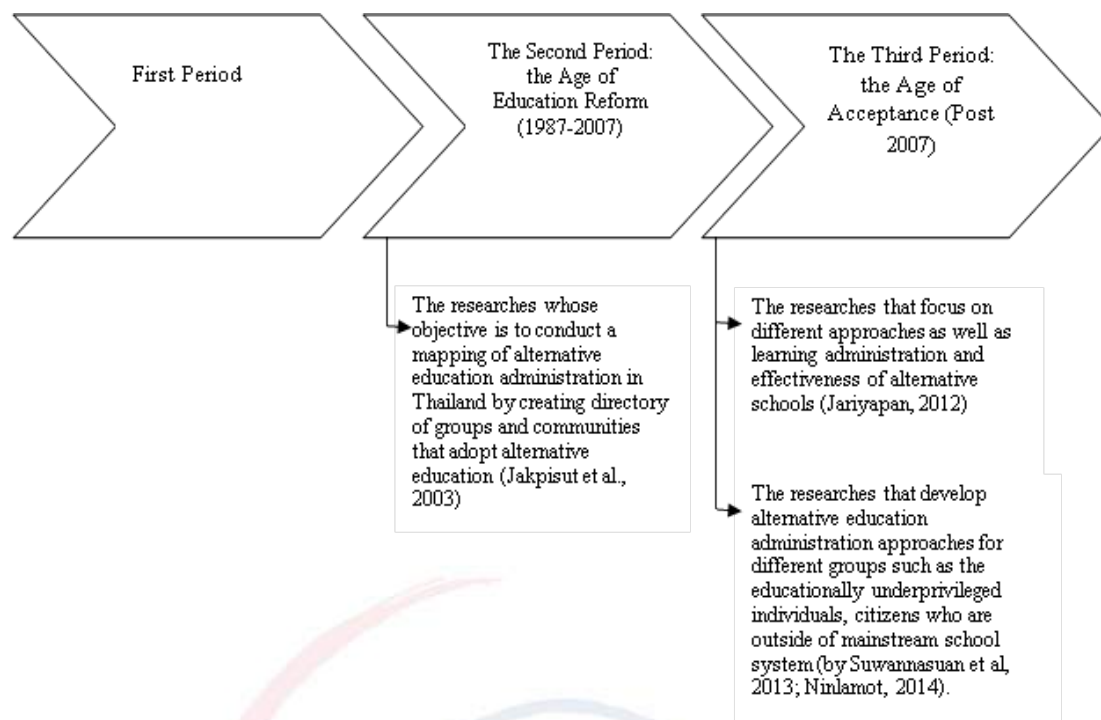 First Period
The Second Period:
the Age of
Education Reform
(1987-2007)
The Third Period:
the Age of
Acceptance (Post
2007)
The researches whose
objective is to conduct a
mapping of alternative
education administration in
Thailand by creating directory
of groups and communities
that adopt alternative
education (Jakpisut et al.,
2003)
The researches that focus on
different approaches as well as
learning administration and
effectiveness of alternative
schools (Jariyapan, 2012)
The researches that develop
alternative education
administration approaches for
different groups such as the
educationally underprivileged
individuals, citizens who are
outside of mainstream school
system (by Suwannasuan et al,
2013; Ninlamot, 2014).